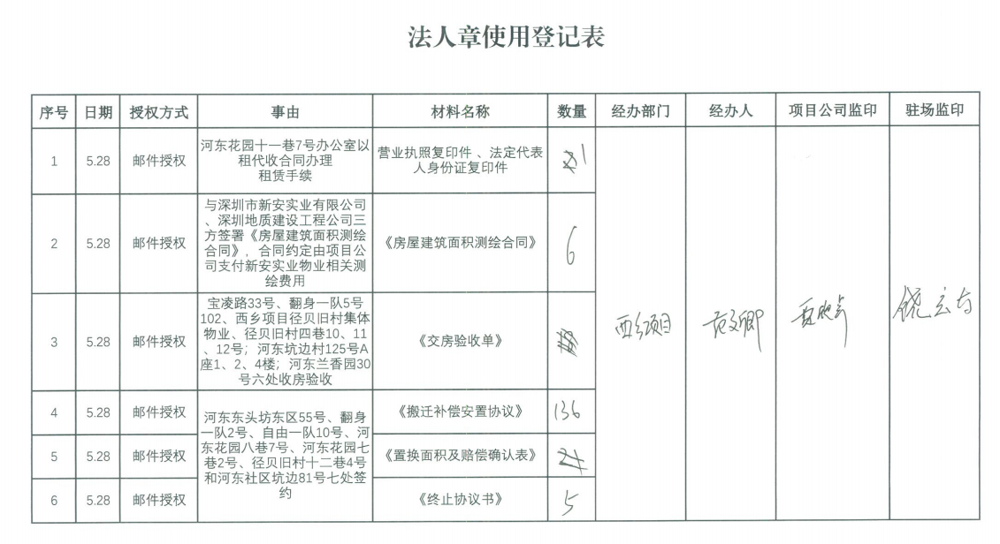 法人章使用登记表
序号 日期 授权方式 事由 材料名称 数量 经办部门 经办人 项目公司监印 驻场监印
1 5.28 邮件授权
河东花园十一巷7号办公室以
租代收合同办理
租赁手续
营业执照复印件、法定代表
人身份证复印件
1
2 5.28 邮件授权
与深圳市新安实业有限公司
、深圳地质建设工程公司三
方签署《房屋建筑面积测绘
合同》，合同约定由项目公
司支付新安实业物业相关测
绘费用
《房屋建筑面积测绘合同》
6
3 5.28 邮件授权
宝凌路33号、翻身一队5号
102、西乡项目径贝旧村集体
物业、径贝旧村四巷10、11
、12号；河东坑边村125号A
座1、2、4楼；河东兰香园30
号六处收房验收
《交房验收单》
西乡项目
4 5.28 邮件授权
河东东头坊东区55号、翻身
一队2号、自由一队10号、河
东花园八巷7号、河东花园七
巷2号、径贝旧村十二巷4号
和河东社区坑边81号七处签
约
《搬迁补偿安置协议》
136
5 5.28 邮件授权
《置换面积及赔偿确认表》
6 5.28 邮件授权
《终止协议书》
5